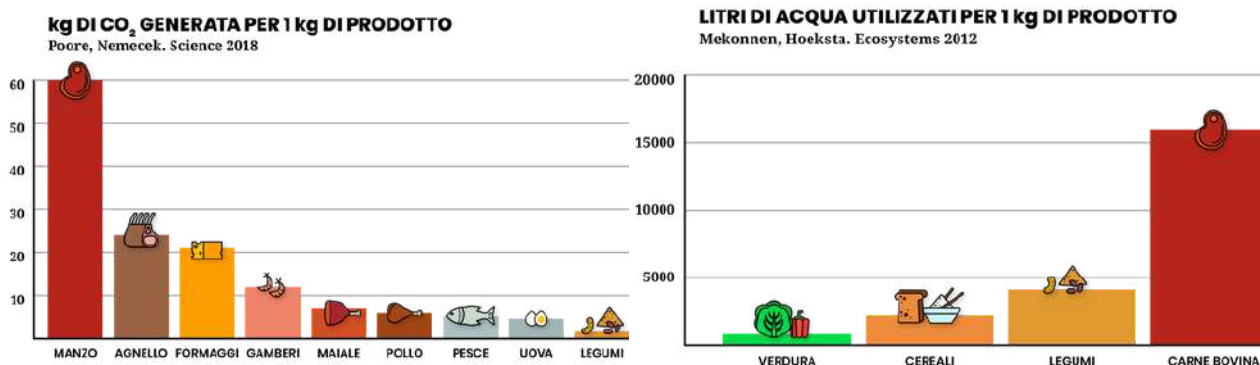 kg DI CO₂ GENERATA PER 1 kg DI PRODOTTO
Poore, Nemecek. Science 2018
60
50
40
30
20
10
MANZO AGNELLO FORMAGGI GAMBERI MAIALE POLLO PESCE UOVA LEGUMI
LITRI DI ACQUA UTILIZZATI PER 1 kg DI PRODOTTO
Mekonnen, Hoeksta. Ecosystems 2012
20000
15000
10000
5000
VERDURA CEREALI LEGUMI CARNE BOVINA